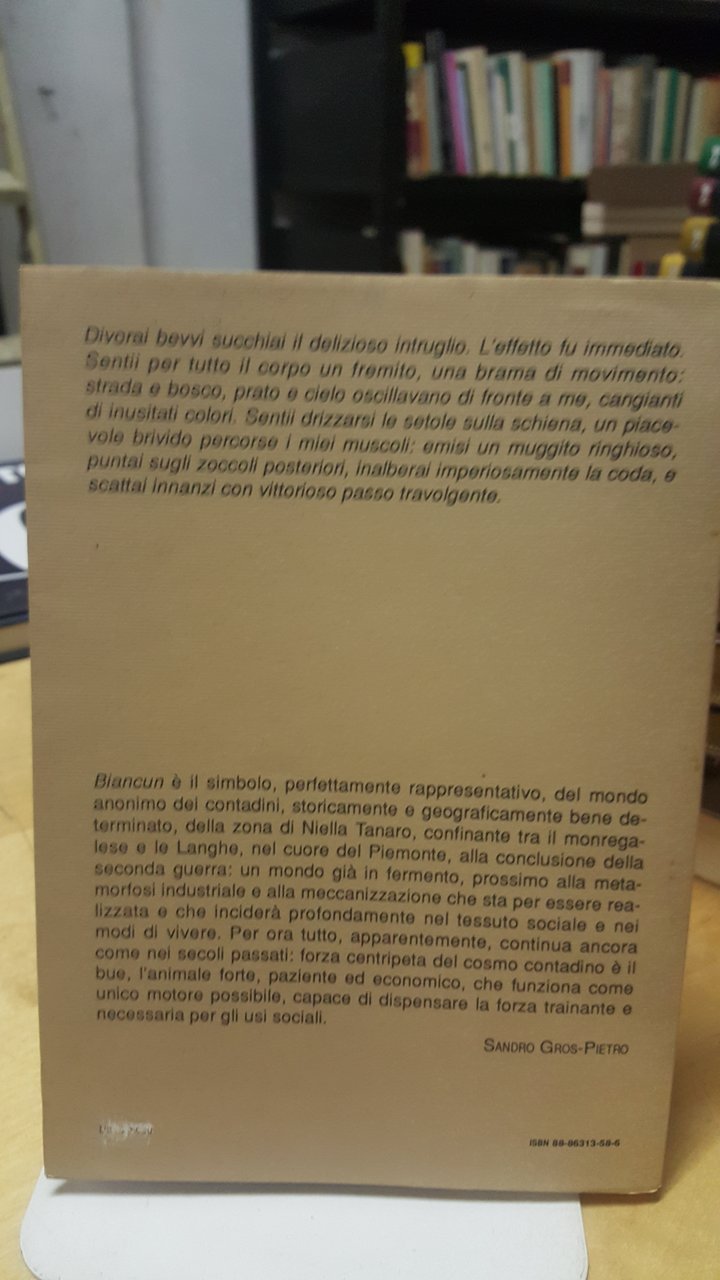 Divorai bevvi succhiai il delizioso intruglio. L'effetto fu immediato.
Sentii per tutto il corpo un fremito, una brama di movimento:
strada e bosco, prato e cielo oscillavano di fronte a me, cangianti
di inusitati colori. Sentii drizzarsi le setole sulla schiena, un piace-
vole brivido percorse i miei muscoli: emisi un muggito ringhioso,
puntai sugli zoccoli posteriori, inalberai imperiosamente la coda, e
scattai innanzi con vittorioso passo travolgente.
Biancun è il simbolo, perfettamente rappresentativo, del mondo
anonimo dei contadini, storicamente e geograficamente bene de-
terminato, della zona di Niella Tanaro, confinante tra il monrega-
lese e le Langhe, nel cuore del Piemonte, alla conclusione della
seconda guerra: un mondo già in fermento, prossimo alla meta-
morfosi industriale e alla meccanizzazione che sta per essere rea-
lizzata e che inciderà profondamente nel tessuto sociale e nei
modi di vivere. Per ora tutto, apparentemente, continua ancora
come nei secoli passati: forza centripeta del cosmo contadino è il
bue, l'animale forte, paziente ed economico, che funziona come
unico motore possibile, capace di dispensare la forza trainante e
necessaria per gli usi sociali.
SANDRO GROS-PIETRO
ISBN 88-86313-58-6